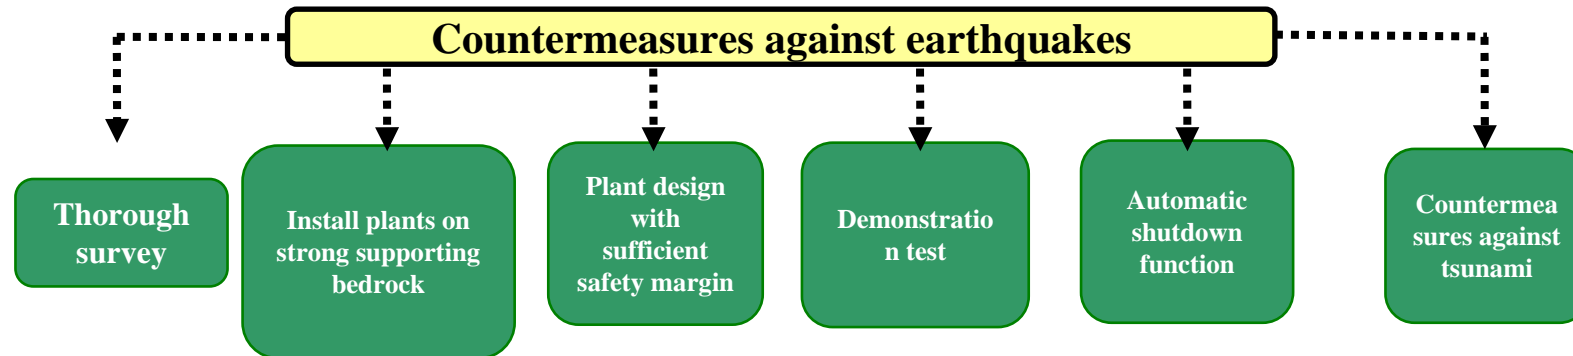 Countermeasures against earthquakes
Thorough
survey
Install plants on
strong supporting
bedrock
Plant design
with
sufficient
safety margin
Demonstratio
n test
Automatic
shutdown
function
Countermea
sures against
tsunami